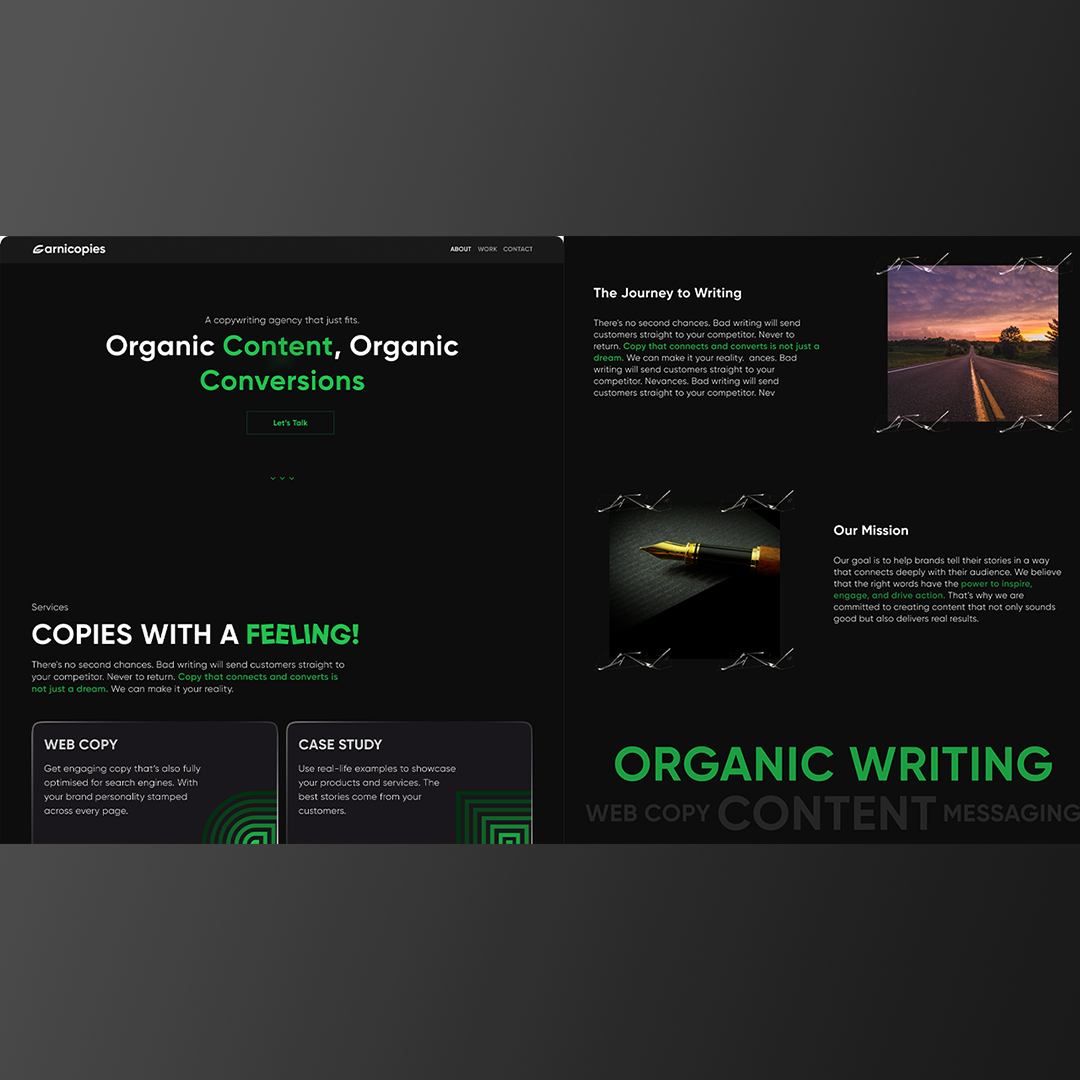 Garnicopies
ABOUT WORK CONTACT
A copywriting agency that just fits.
Organic Content, Organic
Conversions
Let's Talk
Services
COPIES WITH A FEELING!
There's no second chances. Bad writing will send customers straight to
your competitor. Never to return. Copy that connects and converts is
not just a dream. We can make it your reality.
WEB COPY
Get engaging copy that's also fully
optimised for search engines. With
your brand personality stamped
across every page.
CASE STUDY
Use real-life examples to showcase
your products and services. The
best stories come from your
customers.
The Journey to Writing
There's no second chances. Bad writing will send
customers straight to your competitor. Never to
return. Copy that connects and converts is not just a
dream. We can make it your reality. ances. Bad
writing will send customers straight to your
competitor. Nevances. Bad writing will send
customers straight to your competitor. Nev
Our Mission
Our goal is to help brands tell their stories in a way
that connects deeply with their audience. We believe
that the right words have the power to inspire,
engage, and drive action. That's why we are
committed to creating content that not only sounds
good but also delivers real results.
ORGANIC WRITING
WEB COPY CONTENT MESSAGING